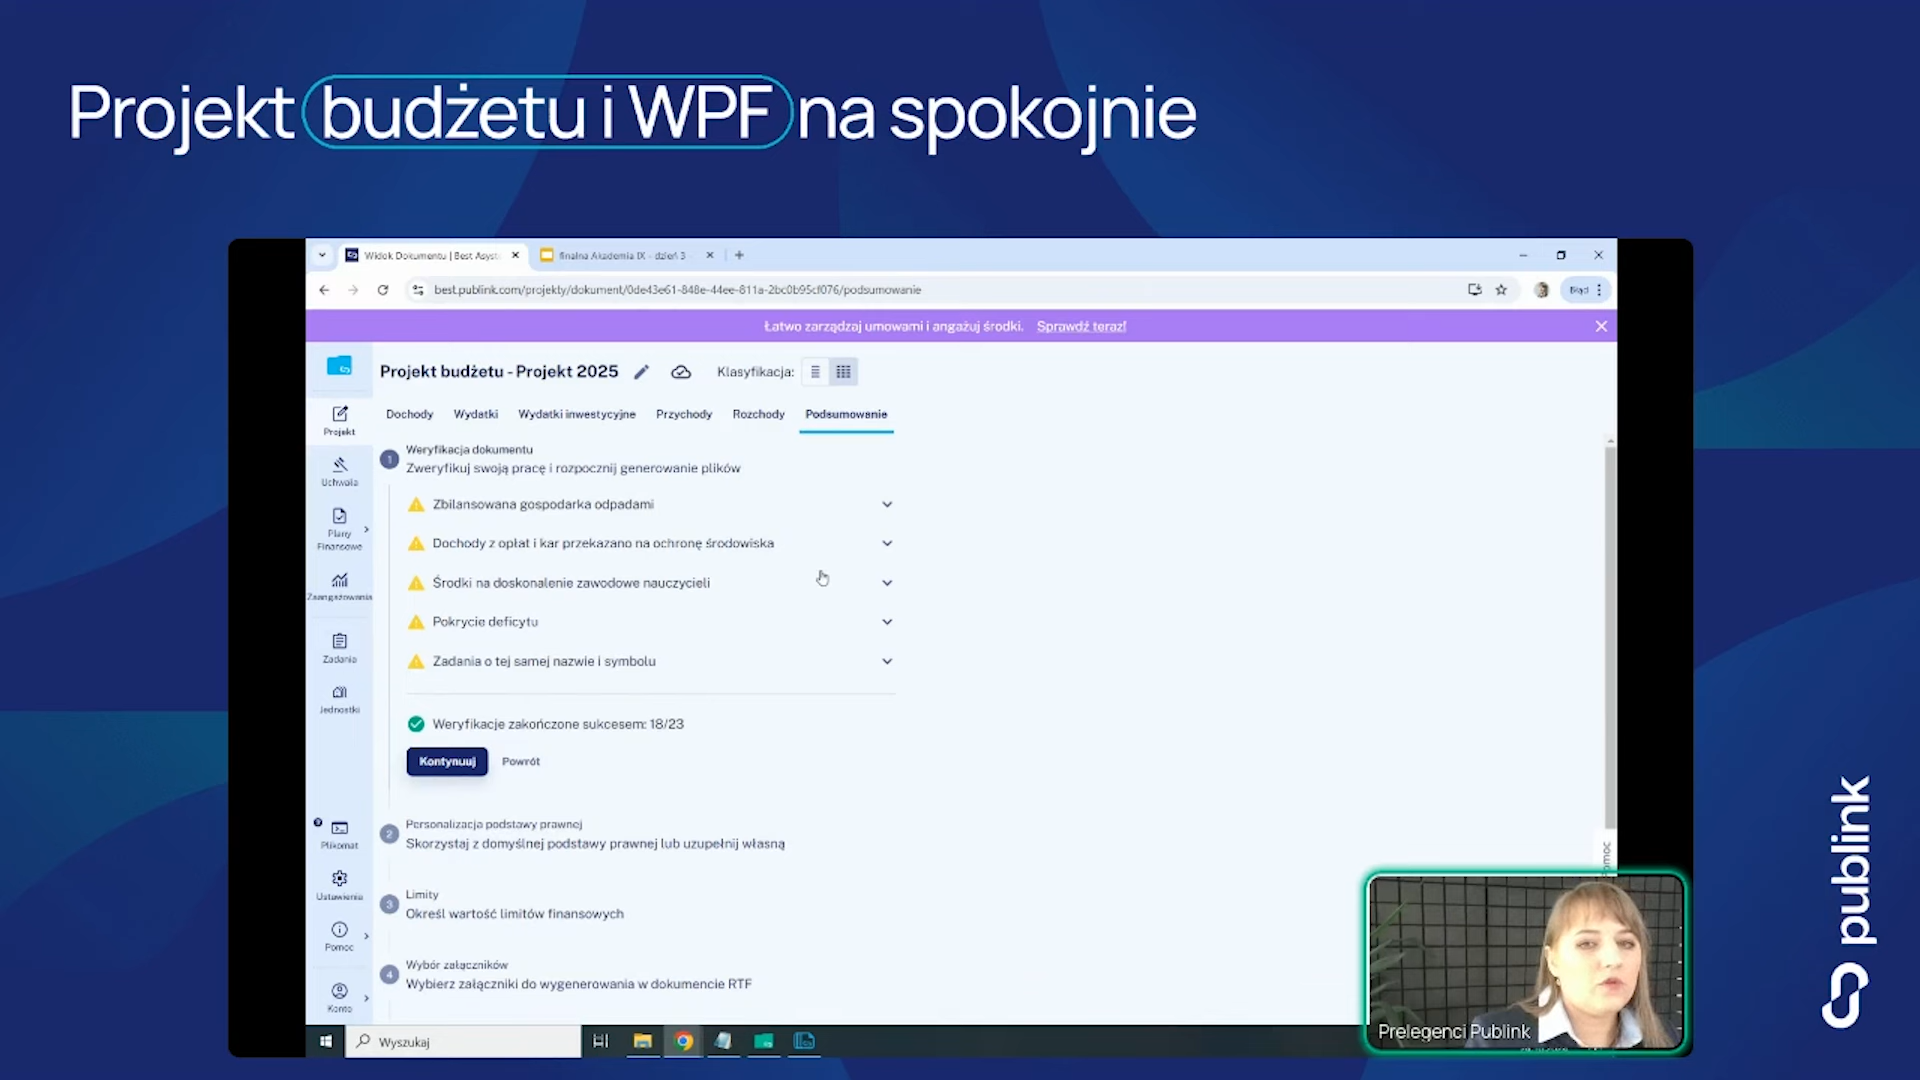 Projekt budżetu i WPF na spokojnie
Widok Dokumentu | Best Asyst
finalna Akademia IX - dzień 3
best.publink.com/projekty/dokument/0de43e61-848e-44ee-811a-2bc0b95cf076/podsumowanie
Błąd
Łatwo zarządzaj umowami i angażuj środki. Sprawdź teraz!
Projekt budżetu - Projekt 2025
Klasyfikacja:
Dochody Wydatki Wydatki inwestycyjne Przychody Rozchody Podsumowanie
Projekt
Uchwała
Plany Finansowe
Zaangażowania
Zadania
Jednostki
Plikomat
Ustawienia
Pomoc
Konto
1
Weryfikacja dokumentu
Zweryfikuj swoją pracę i rozpocznij generowanie plików
Zbilansowana gospodarka odpadami
Dochody z opłat i kar przekazano na ochronę środowiska
Środki na doskonalenie zawodowe nauczycieli
Pokrycie deficytu
Zadania o tej samej nazwie i symbolu
Weryfikacje zakończone sukcesem: 18/23
Kontynuuj Powrót
2
Personalizacja podstawy prawnej
Skorzystaj z domyślnej podstawy prawnej lub uzupełnij własną
3
Limity
Określ wartość limitów finansowych
4
Wybór załączników
Wybierz załączniki do wygenerowania w dokumencie RTF
Wyszukaj
Prelegenci Publink
publink